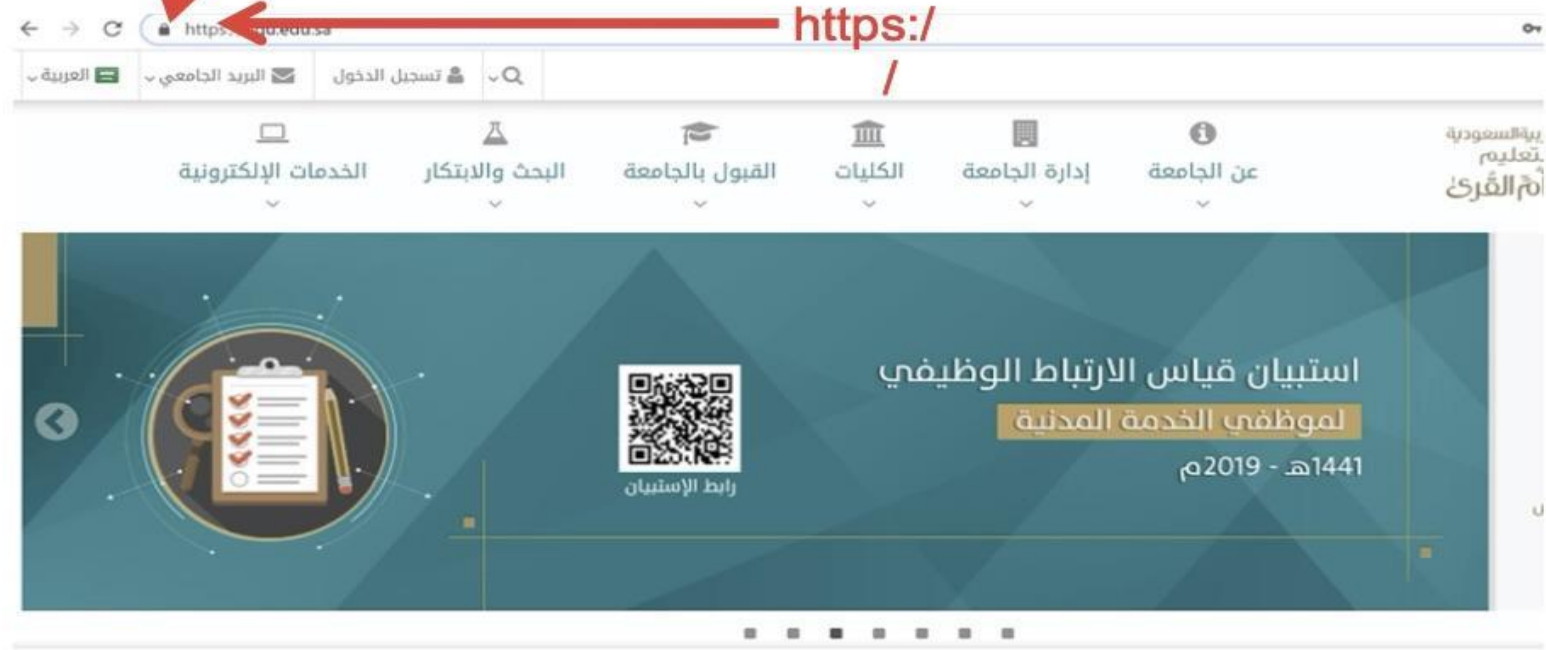 https:/
/
https:
qu.edu.sa
تسجيل الدخول
البريد الجامعي
العربية
عن الجامعة
إدارة الجامعة
الكليات
القبول بالجامعة
البحث والابتكار
الخدمات الإلكترونية
أم القرى
استبيان قياس الارتباط الوظيفي
لموظفي الخدمة المدنية
1441هـ - 2019م
رابط الإستبيان